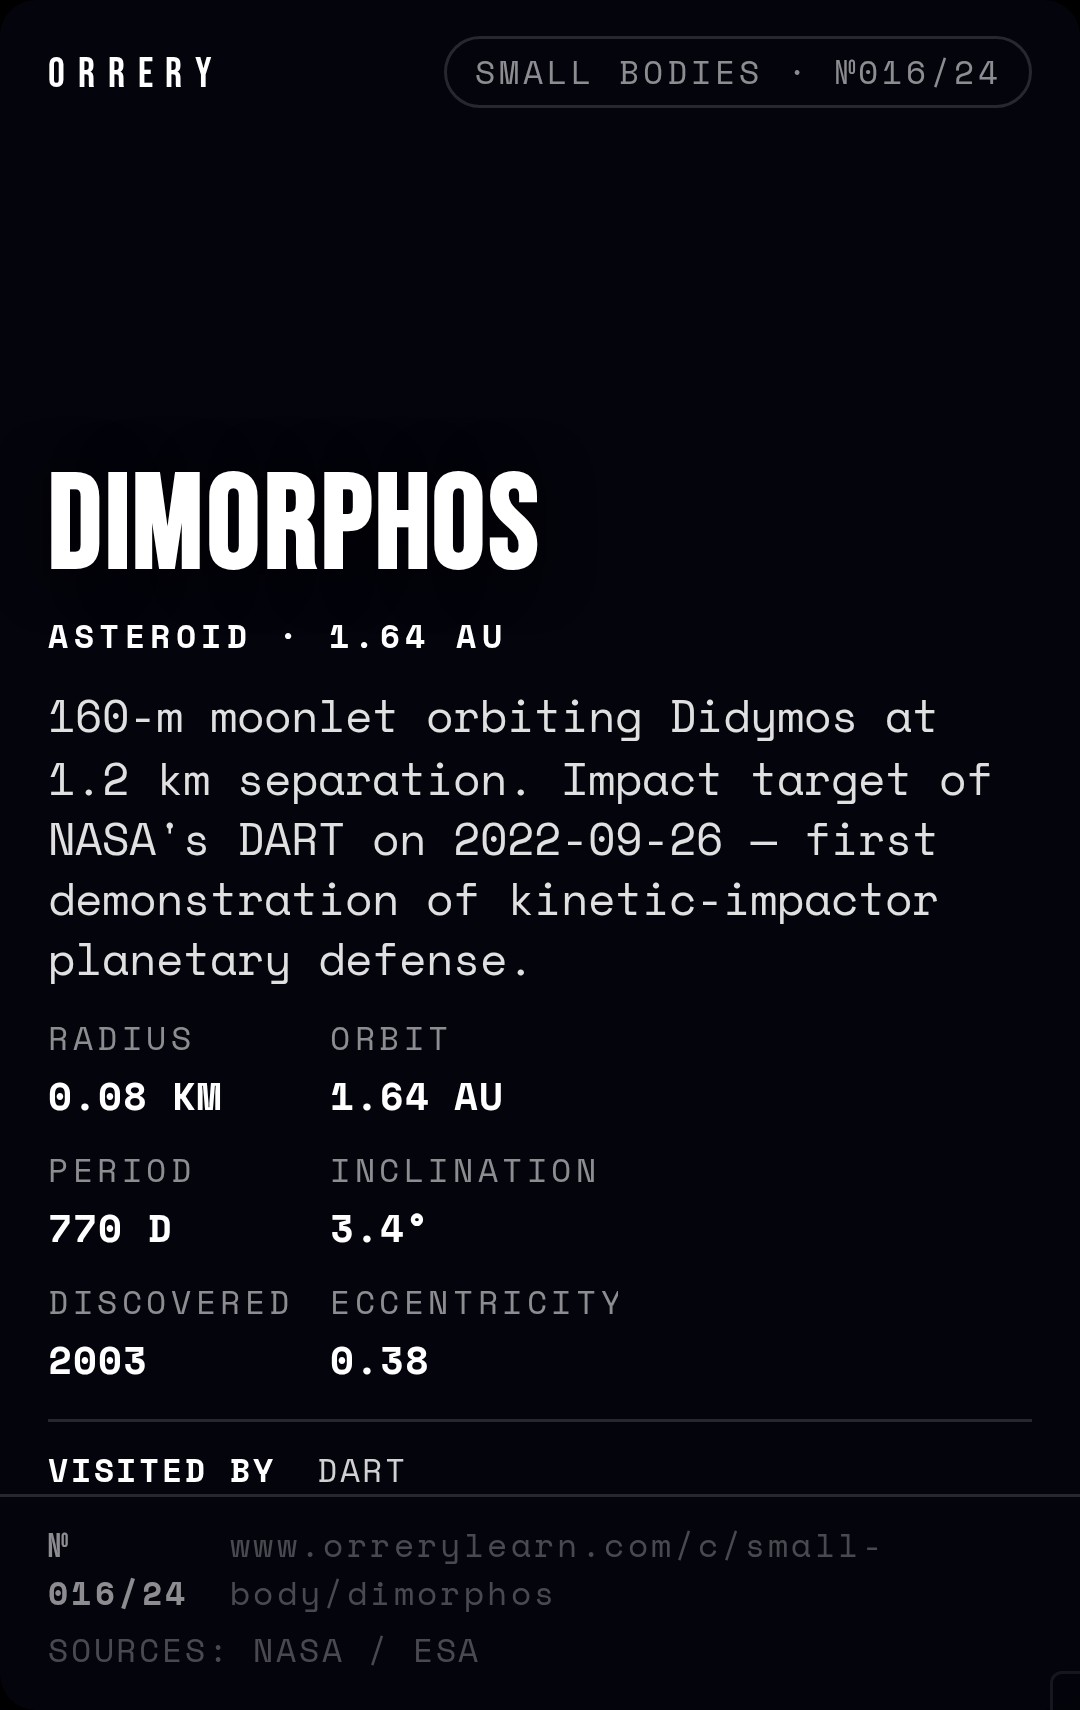 ORRERY
SMALL BODIES · №016/24
DIMORPHOS
ASTEROID · 1.64 AU
160-m moonlet orbiting Didymos at
1.2 km separation. Impact target of
NASA's DART on 2022-09-26 — first
demonstration of kinetic-impactor
planetary defense.
RADIUS ORBIT
0.08 KM 1.64 AU
PERIOD INCLINATION
770 D 3.4°
DISCOVERED ECCENTRICITY
2003 0.38
VISITED BY DART
№ www.orrerylearn.com/c/small-
016/24 body/dimorphos
SOURCES: NASA / ESA